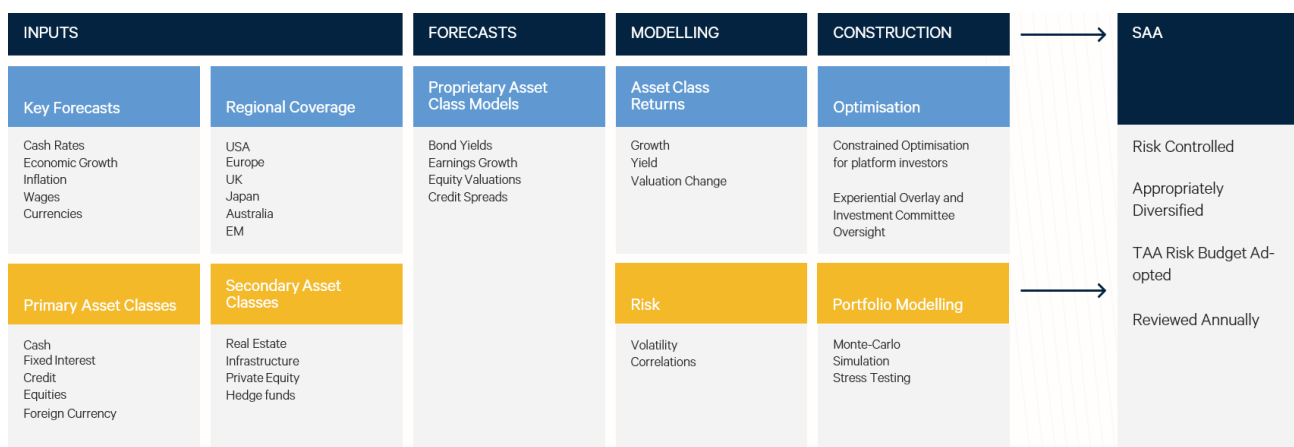 INPUTS
FORECASTS
MODELLING
CONSTRUCTION
SAA
Key Forecasts
Cash Rates
Economic Growth
Inflation
Wages
Currencies
Regional Coverage
USA
Europe
UK
Japan
Australia
EM
Proprietary Asset
Class Models
Bond Yields
Earnings Growth
Equity Valuations
Credit Spreads
Asset Class
Returns
Growth
Yield
Valuation Change
Optimisation
Constrained Optimisation
for platform investors
Experiential Overlay and
Investment Committee
Oversight
Primary Asset Classes
Cash
Fixed Interest
Credit
Equities
Foreign Currency
Secondary Asset
Classes
Real Estate
Infrastructure
Private Equity
Hedge funds
Risk
Volatility
Correlations
Portfolio Modelling
Monte-Carlo
Simulation
Stress Testing
Risk Controlled
Appropriately
Diversified
TAA Risk Budget Ad-
opted
Reviewed Annually